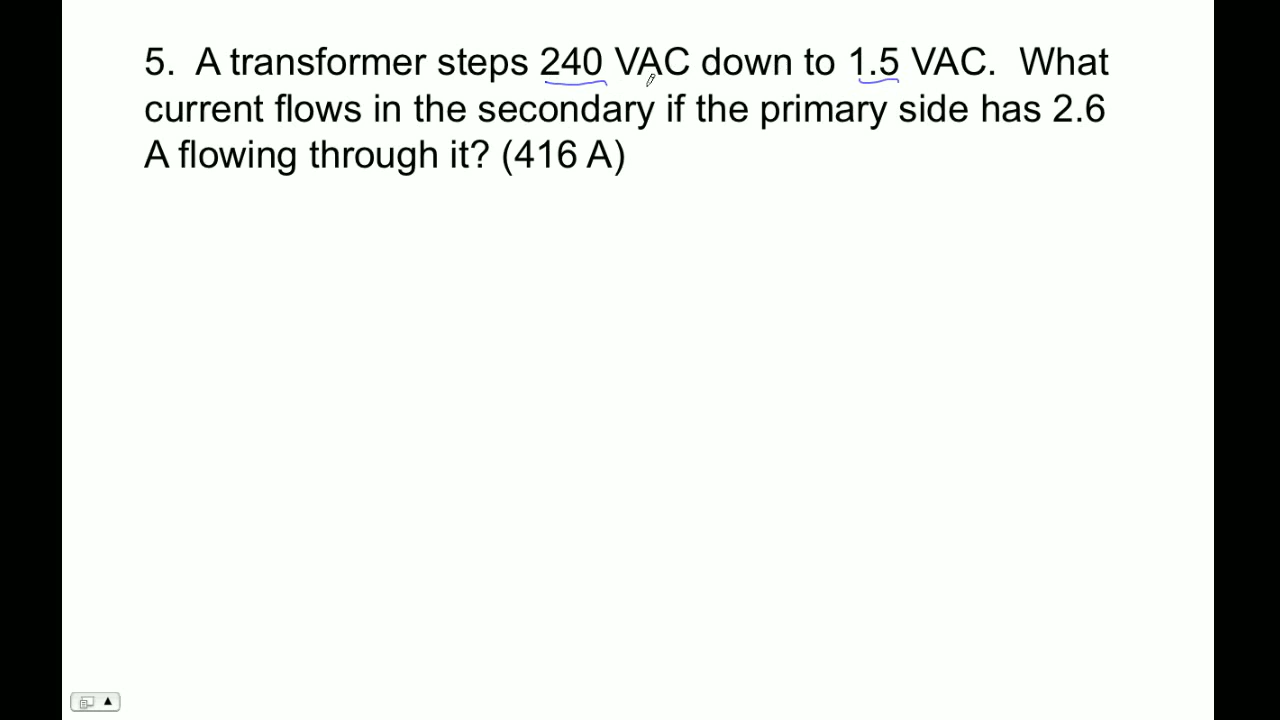 5. A transformer steps 240 VAC down to 1.5 VAC. What
current flows in the secondary if the primary side has 2.6
A flowing through it? (416 A)